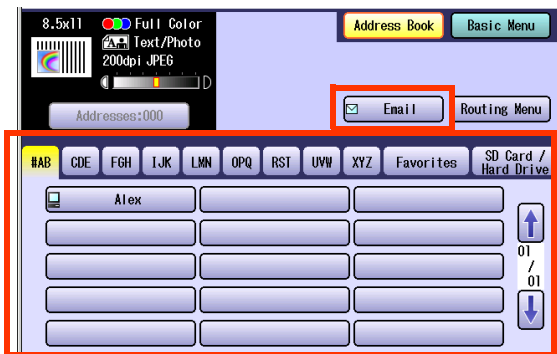 8.5x11 Full Color
Text/Photo
200dpi JPEG
D
Addresses:000
Address Book
Basic Menu
Email
Routing Menu
#AB CDE FGH IJK LMN OPQ RST UVW XYZ Favorites SD Card /
Hard Drive
Alex
01
/
01